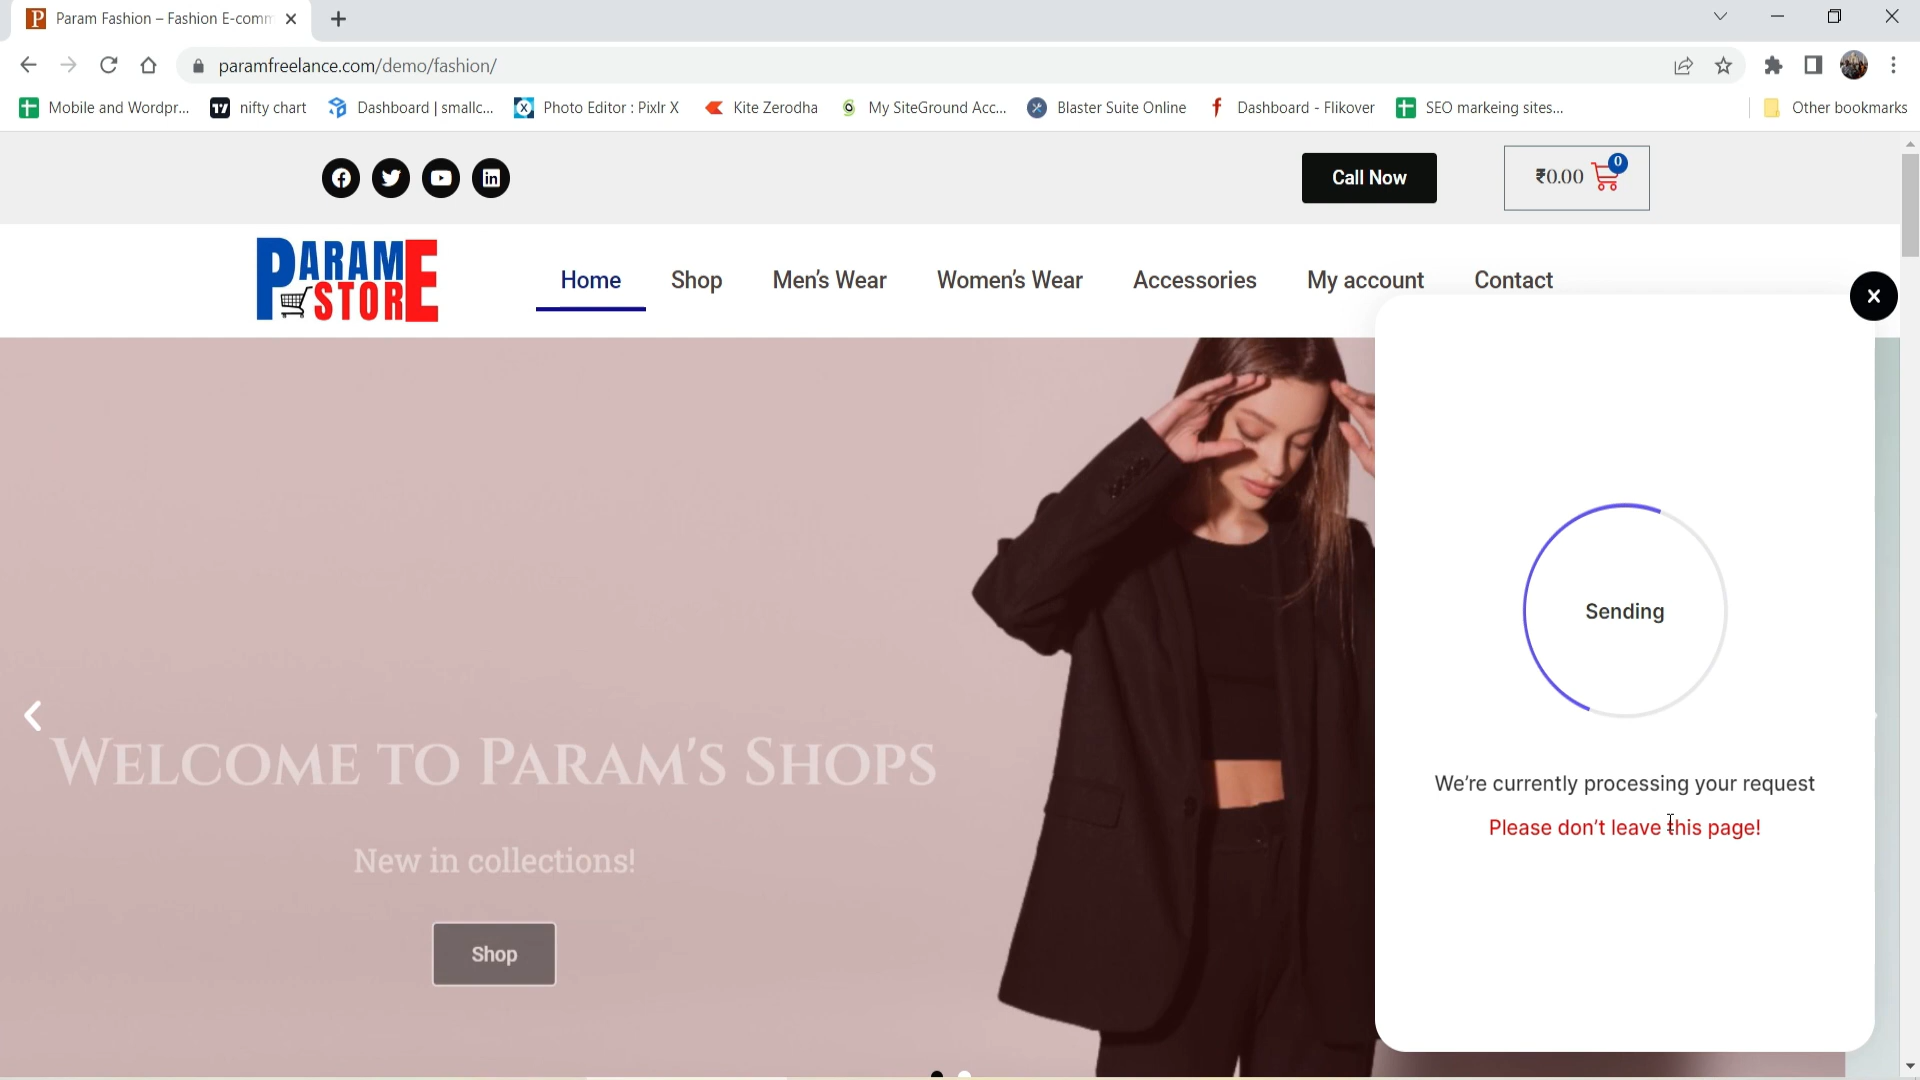 P
Param Fashion – Fashion E-comm
paramfreelance.com/demo/fashion/
Mobile and Wordpr...
nifty chart
Dashboard | smallc...
Photo Editor : Pixlr X
Kite Zerodha
My SiteGround Acc...
Blaster Suite Online
Dashboard - Flikover
SEO markeing sites...
Other bookmarks
Call Now
₹0.00
0
PARAM STORE
Home
Shop
Men's Wear
Women's Wear
Accessories
My account
Contact
Sending
Welcome to Param's Shops
We're currently processing your request
Please don't leave this page!
New in collections!
Shop